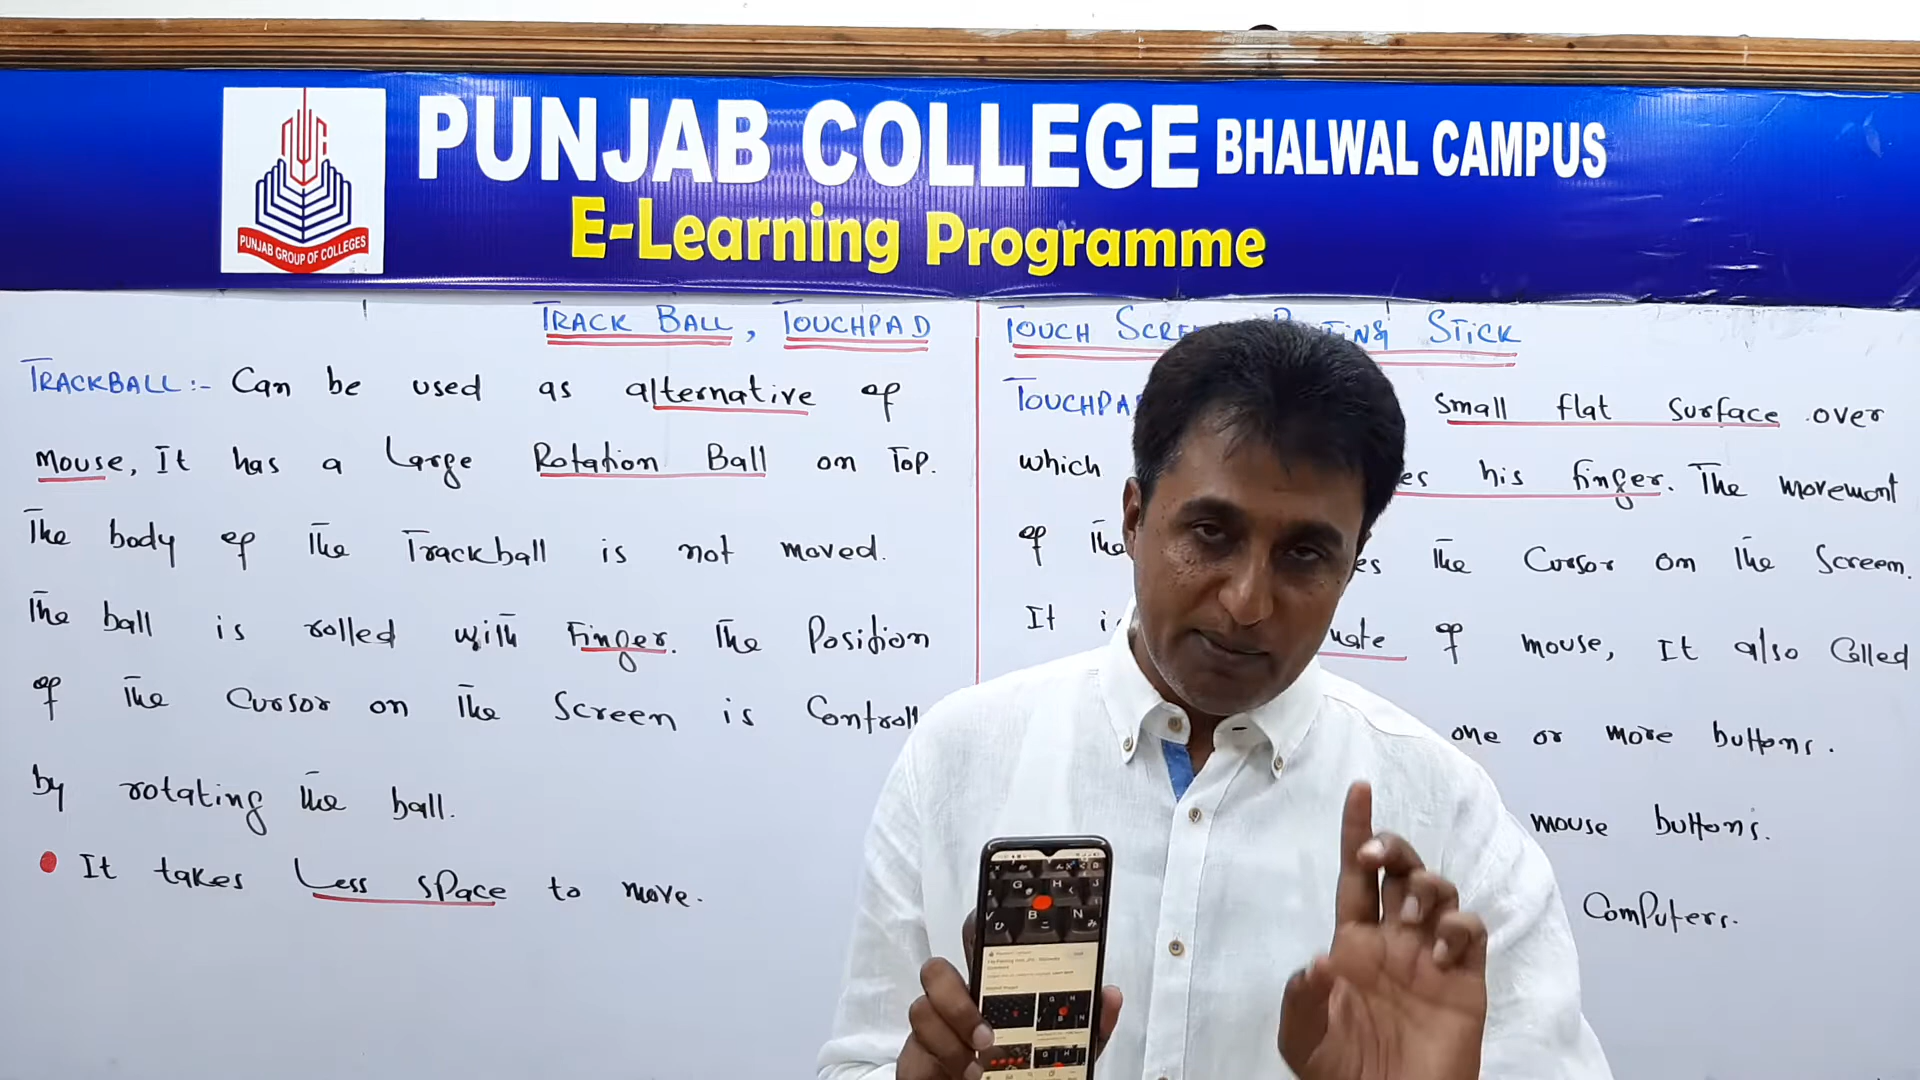 PUNJAB COLLEGE BHALWAL CAMPUS
E-Learning Programme
PUNJAB GROUP OF COLLEGES
TRACK BALL, TOUCHPAD
TRACKBALL:- Can be used as alternative of
mouse, It has a Large Rotation Ball on Top.
The body of The Trackball is not moved.
The ball is rolled with Finger. The Position
of The Cursor on The Screen is Controll
by rotating The ball.
• It takes Less space to move.
TOUCH STICK
small flat surface over
which his finger. The movement
of The The Cursor on The Screen.
It of mouse, It also Called
one or more buttons.
mouse buttons.
Computers.
G H J
V B N